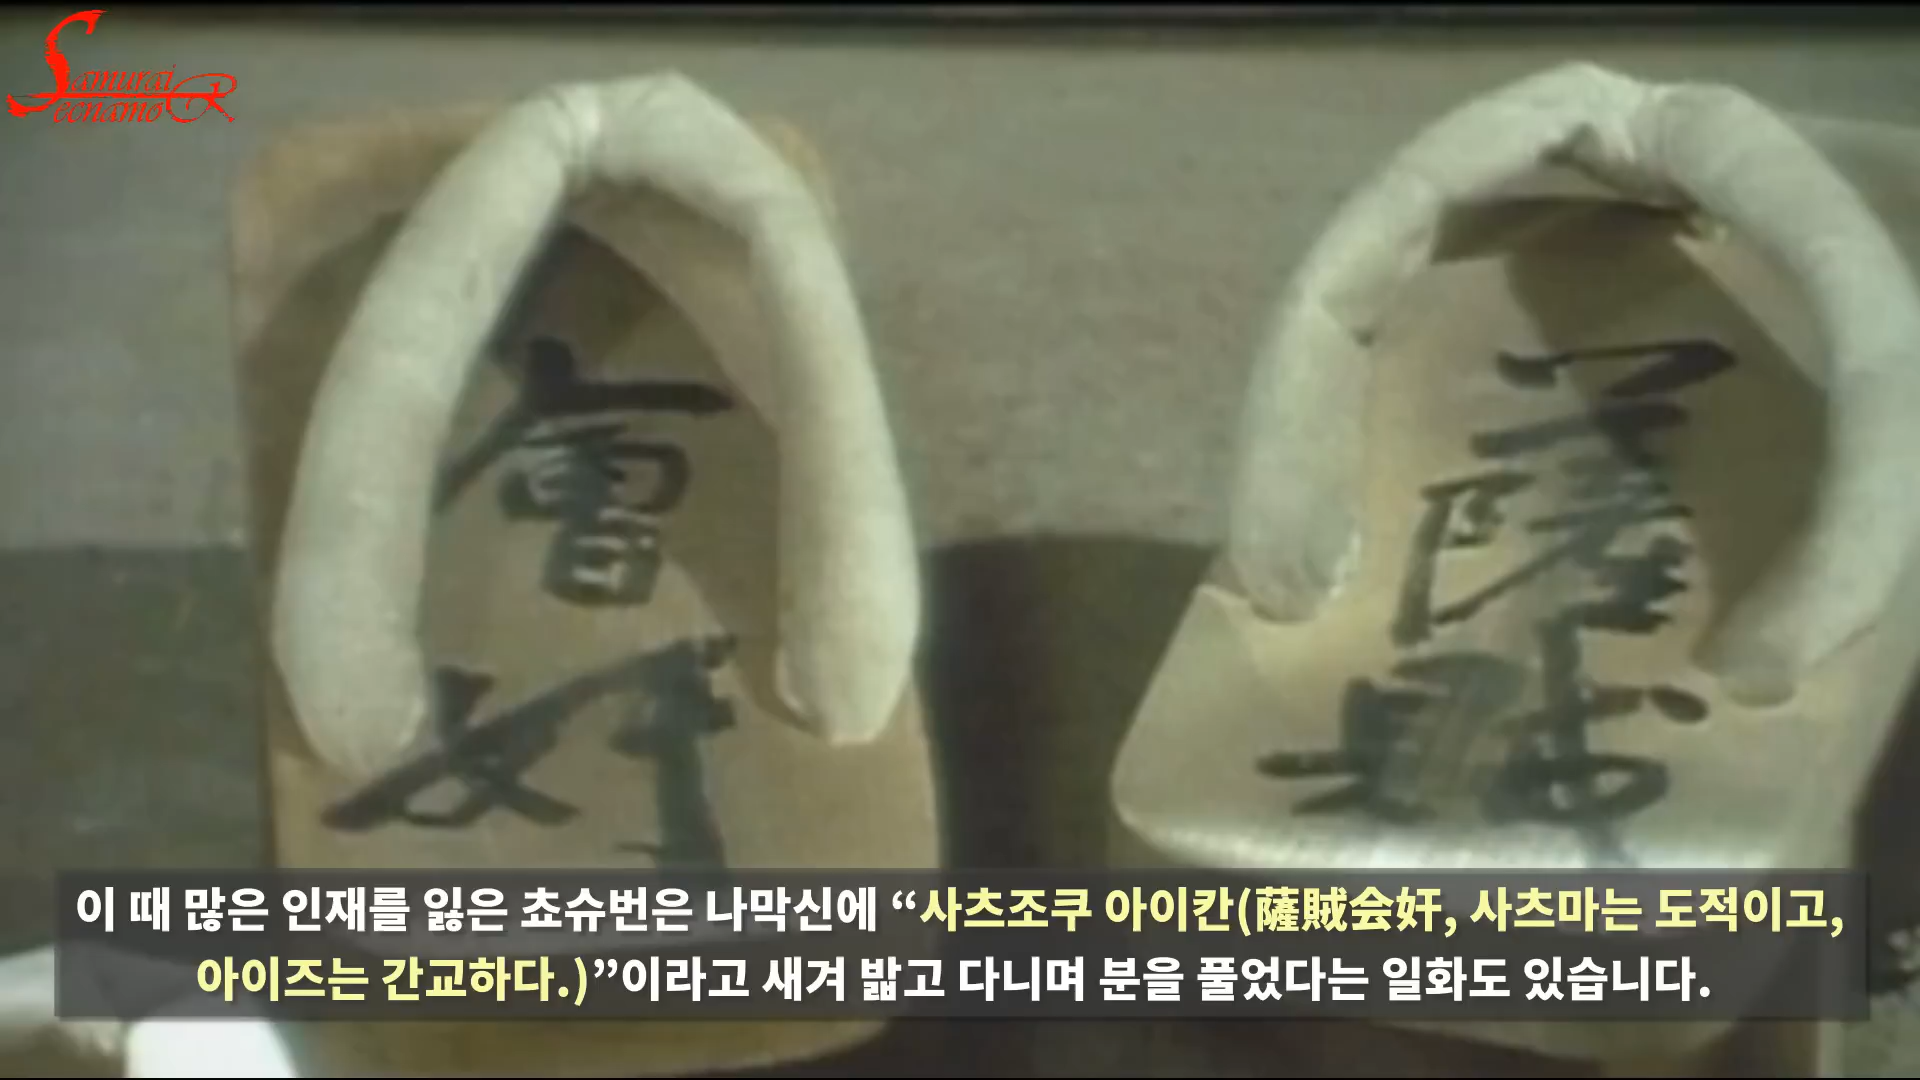 Samurai
SecnamoR
會
奸
薩
賊
이 때 많은 인재를 잃은 쵸슈번은 나막신에 “사츠조쿠 아이칸(薩賊会奸, 사츠마는 도적이고,
아이즈는 간교하다.)”이라고 새겨 밟고 다니며 분을 풀었다는 일화도 있습니다.